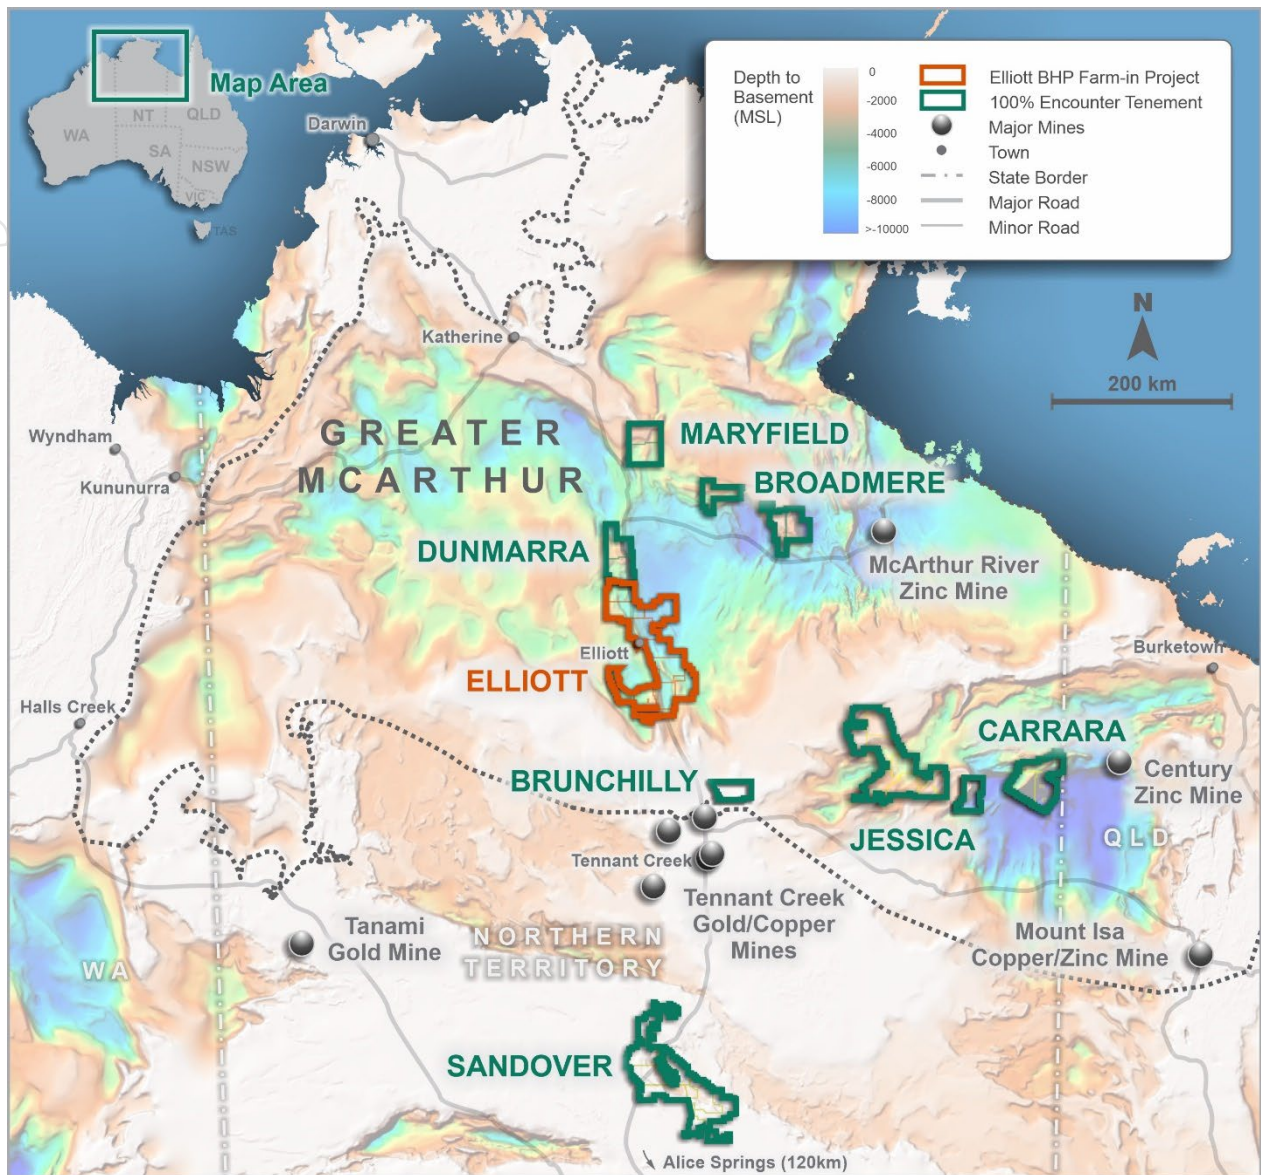 Map Area
WA
NT
QLD
SA
NSW
VIC
TAS
Depth to
Basement
(MSL)
0
-2000
-4000
-6000
-8000
>-10000
Elliott BHP Farm-in Project
100% Encounter Tenement
Major Mines
Town
State Border
Major Road
Minor Road
N
200 km
Darwin
Katherine
Wyndham
Kununurra
GREATER
MCARTHUR
MARYFIELD
BROADMERE
DUNMARRA
McArthur River
Zinc Mine
Elliott
ELLIOTT
Burketown
Halls Creek
CARRARA
BRUNCHILLY
Century
Zinc Mine
JESSICA
QLD
Tennant Creek
Tennant Creek
Gold/Copper
Mines
Tanami
Gold Mine
NORTHERN
TERRITORY
Mount Isa
Copper/Zinc Mine
WA
SANDOVER
Alice Springs (120km)